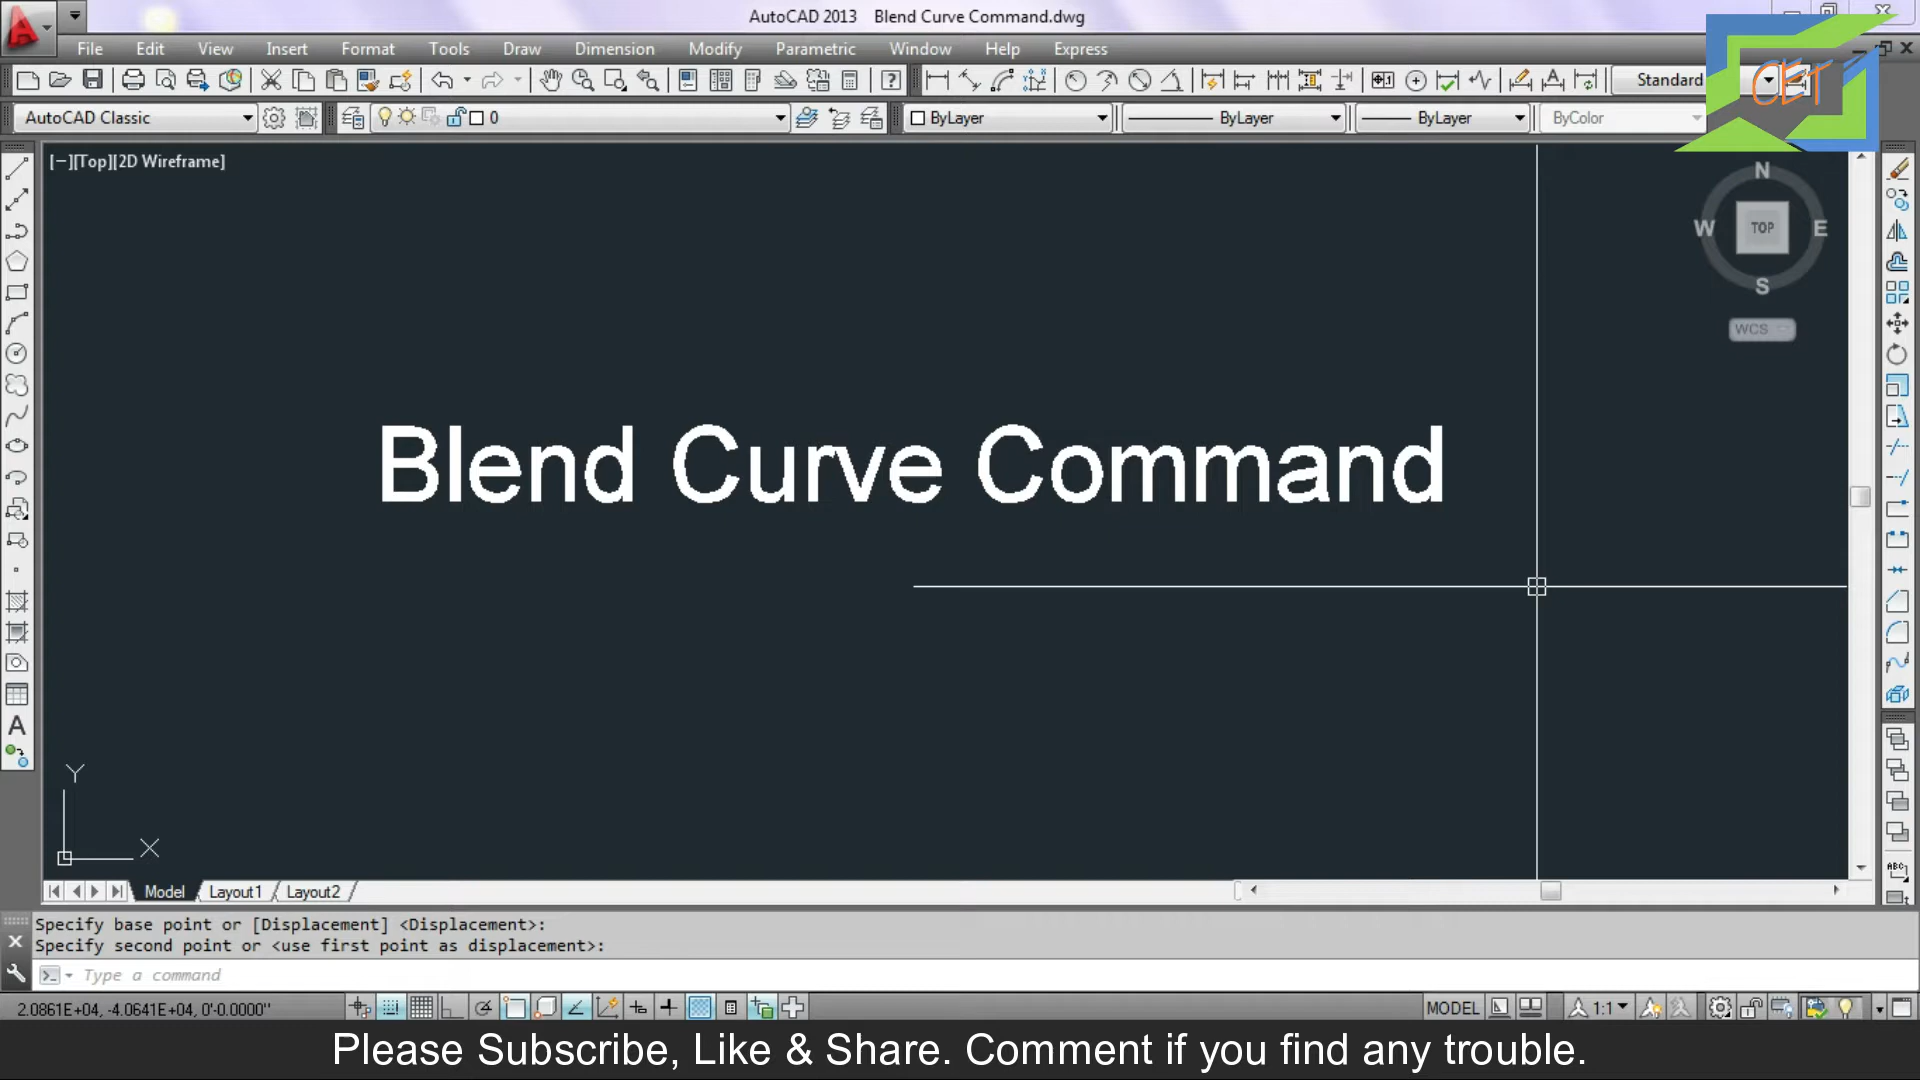 AutoCAD 2013 Blend Curve Command.dwg
File Edit View Insert Format Tools Draw Dimension Modify Parametric Window Help Express
Standard
AutoCAD Classic 0 ByLayer ByLayer ByLayer ByColor
CET
[−][Top][2D Wireframe]
N
W TOP E
S
WCS
Blend Curve Command
A
Y
X
ABC
Model Layout1 Layout2
Specify base point or [Displacement] <Displacement>:
Specify second point or <use first point as displacement>:
Type a command
2.0861E+04, -4.0641E+04, 0'-0.0000" MODEL 1:1
Please Subscribe, Like & Share. Comment if you find any trouble.